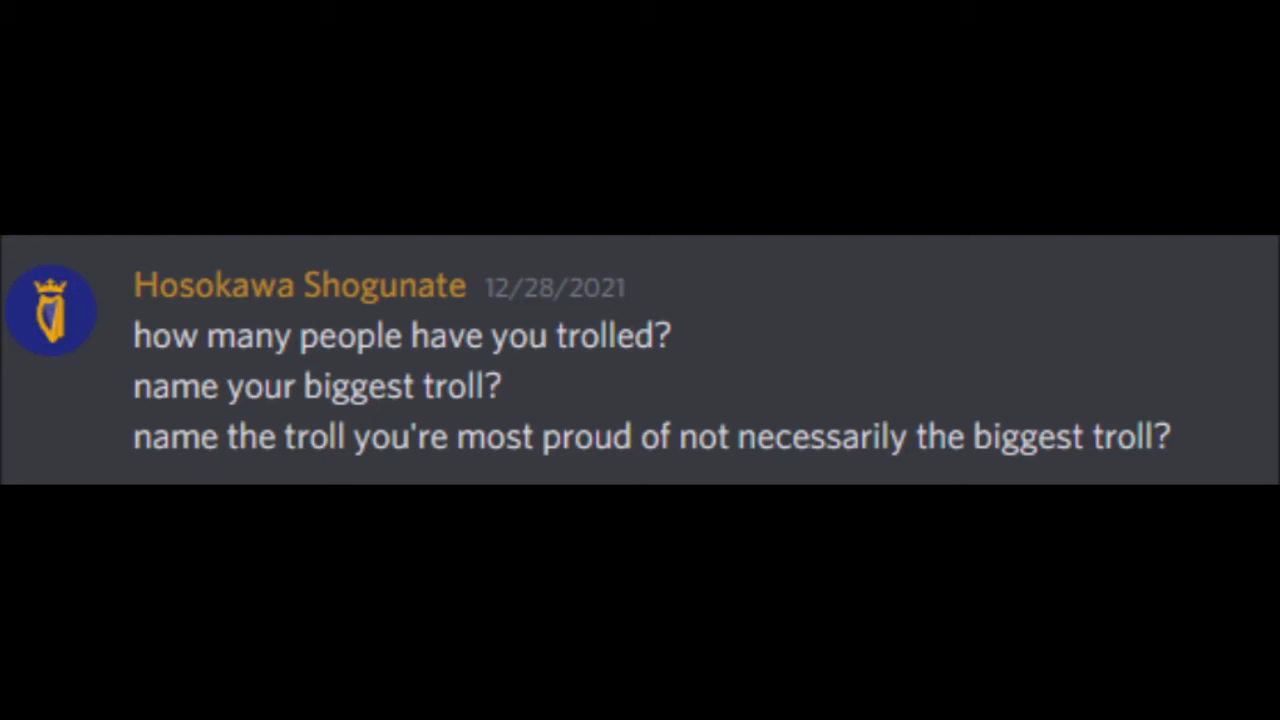 Hosokawa Shogunate 12/28/2021
how many people have you trolled?
name your biggest troll?
name the troll you're most proud of not necessarily the biggest troll?